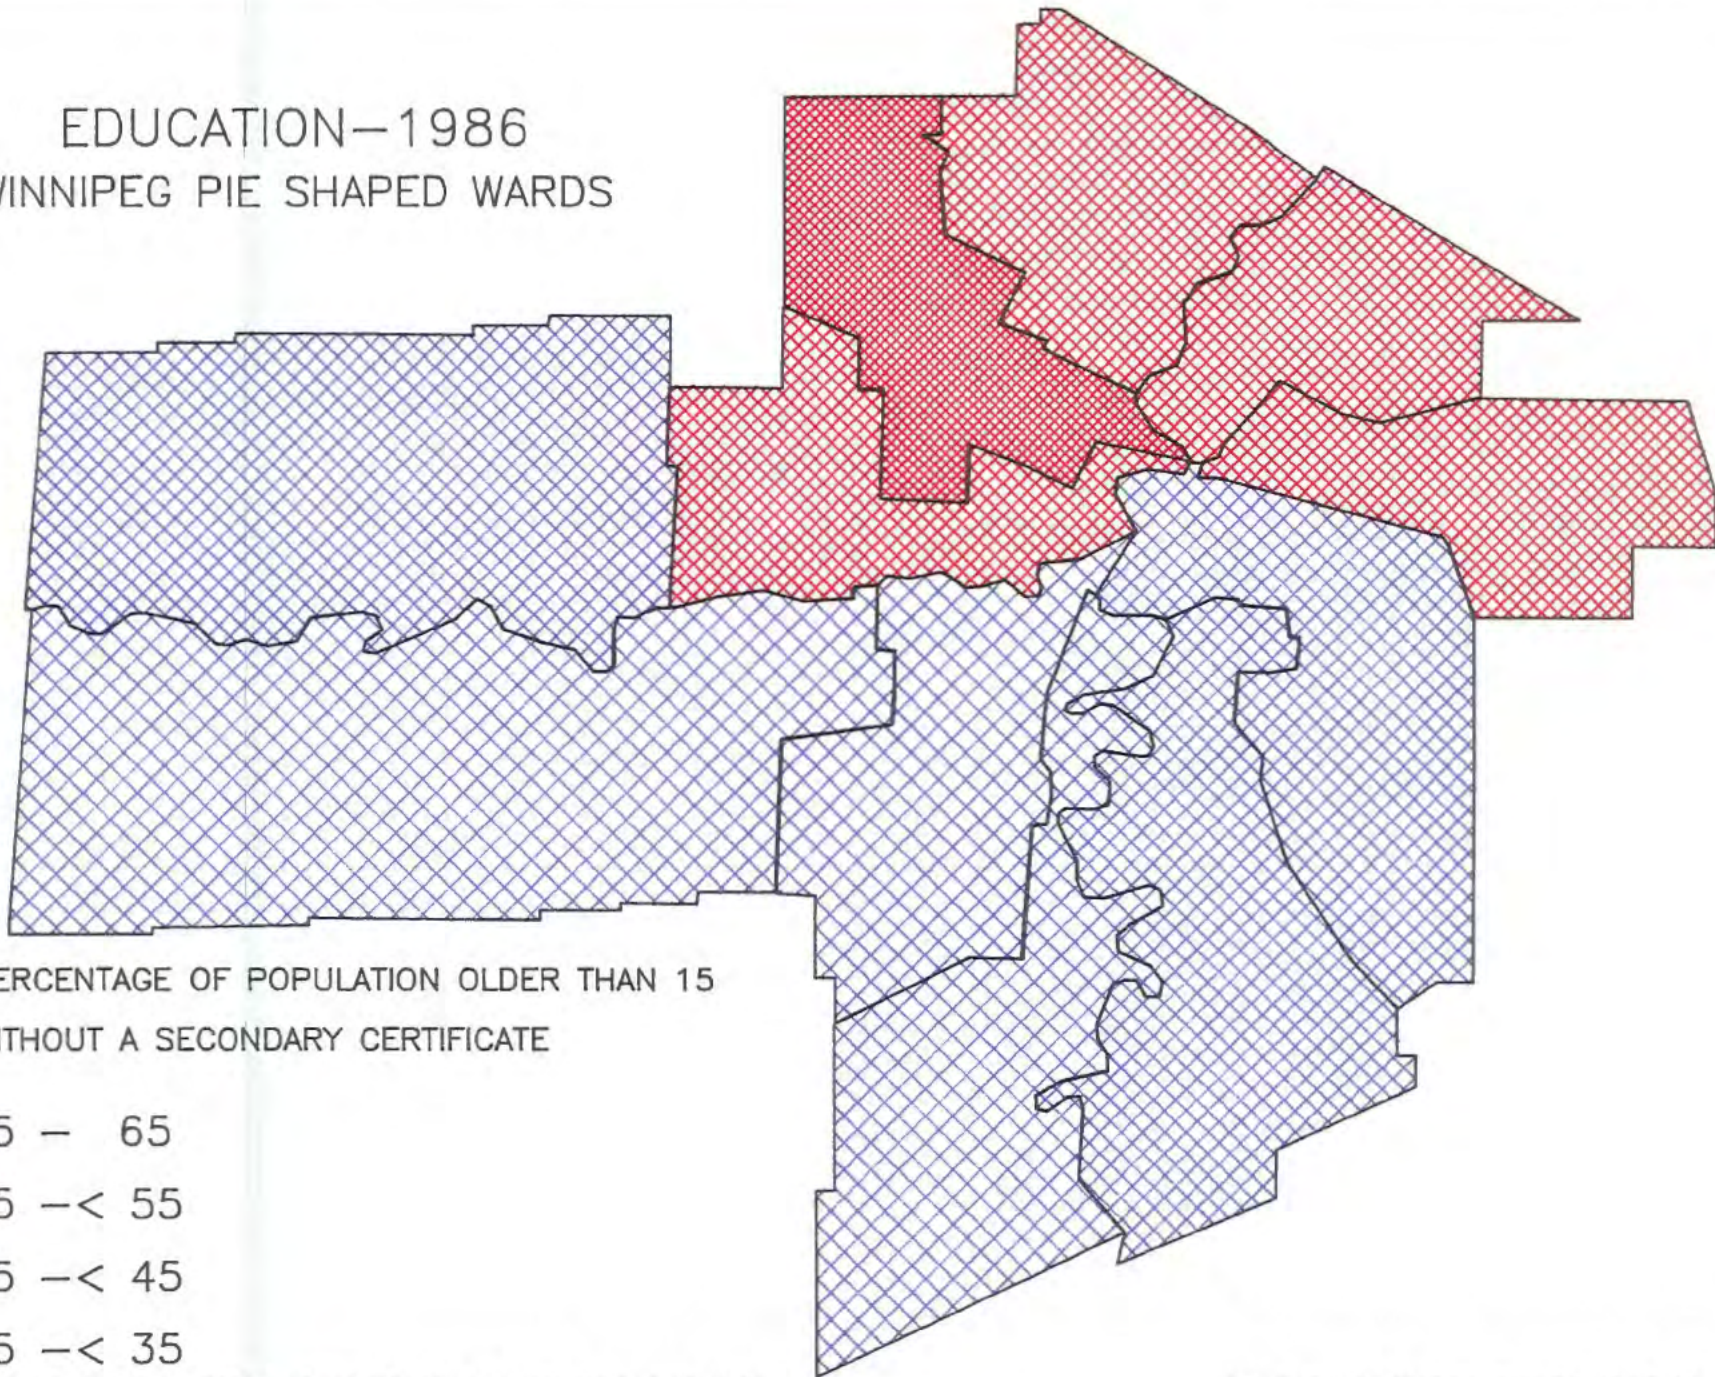 EDUCATION–1986
WINNIPEG PIE SHAPED WARDS
ERCENTAGE OF POPULATION OLDER THAN 15
ITHOUT A SECONDARY CERTIFICATE
5 – 65
5 –< 55
5 –< 45
5 –< 35